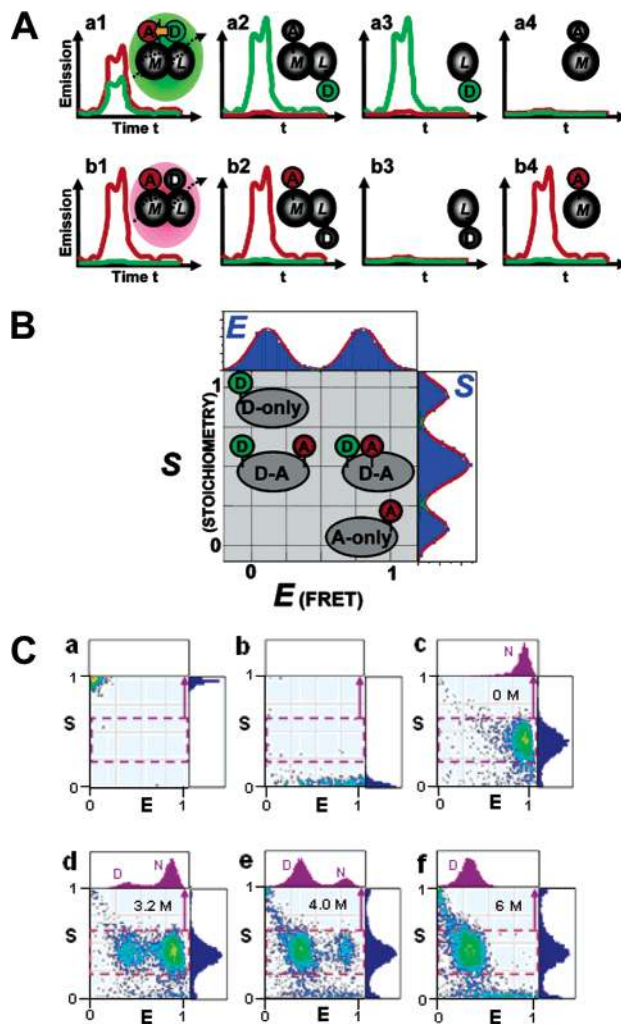 A
a1 a2 a3 a4
A D D A
M L M L L M
A D D A
Emission
Time t t t t
b1 b2 b3 b4
A D A A
M L M L L M
D D
Emission
Time t t t t
B
E
S
1
D
D-only
D A D A
D-A D-A
A
A-only
0
S
(STOICHIOMETRY)
0 1
E (FRET)
C
a b c
N
1 1 1
0 M
S S S
0 0 0
0 1 0 1 0 1
E E E
d e f
D N D N D
1 1 1
3.2 M 4.0 M 6 M
S S S
0 0 0
0 1 0 1 0 1
E E E